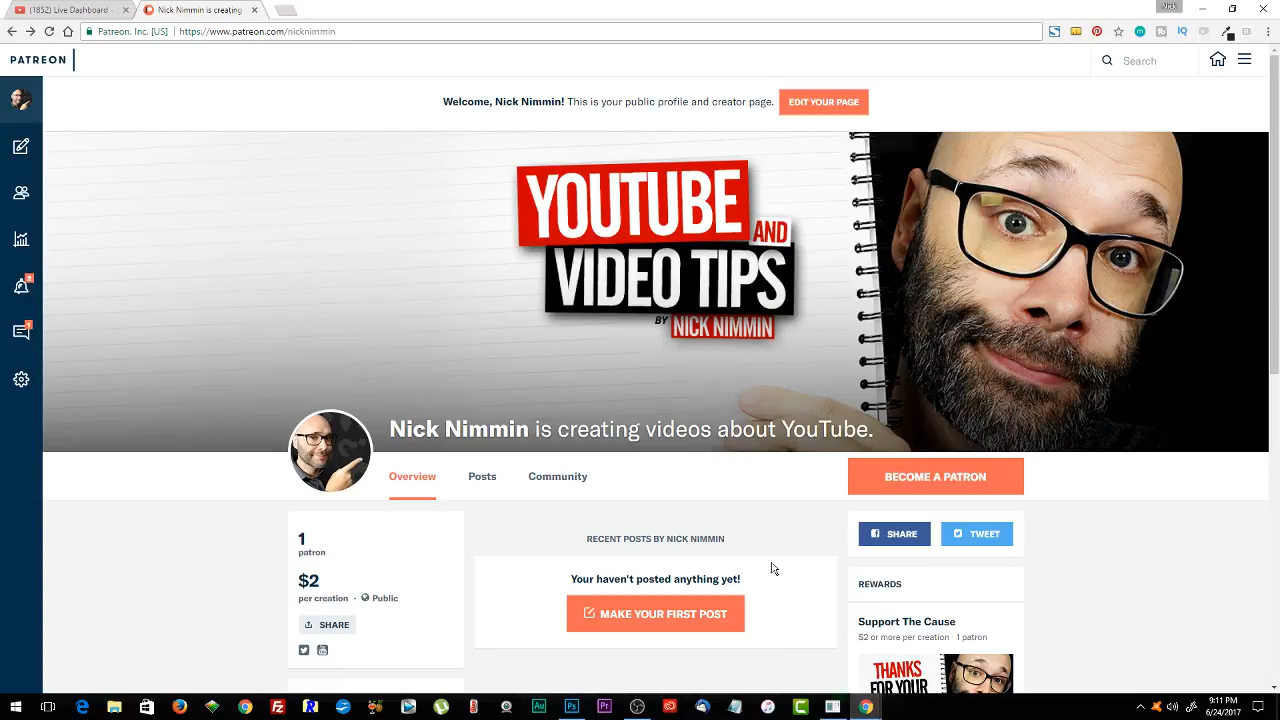 (1852) Live Dashboard -
Nick Nimmin is creating
Patreon, Inc. [US]
https://www.patreon.com/nicknimmin
PATREON
Search
Welcome, Nick Nimmin! This is your public profile and creator page.
EDIT YOUR PAGE
YOUTUBE
AND
VIDEO TIPS
BY NICK NIMMIN
Nick Nimmin is creating videos about YouTube.
Overview
Posts
Community
BECOME A PATRON
1
patron
$2
per creation · Public
SHARE
RECENT POSTS BY NICK NIMMIN
Your haven't posted anything yet!
MAKE YOUR FIRST POST
SHARE
TWEET
REWARDS
Support The Cause
$2 or more per creation · 1 patron
THANKS
FOR YOUR
9:11 PM
6/24/2017